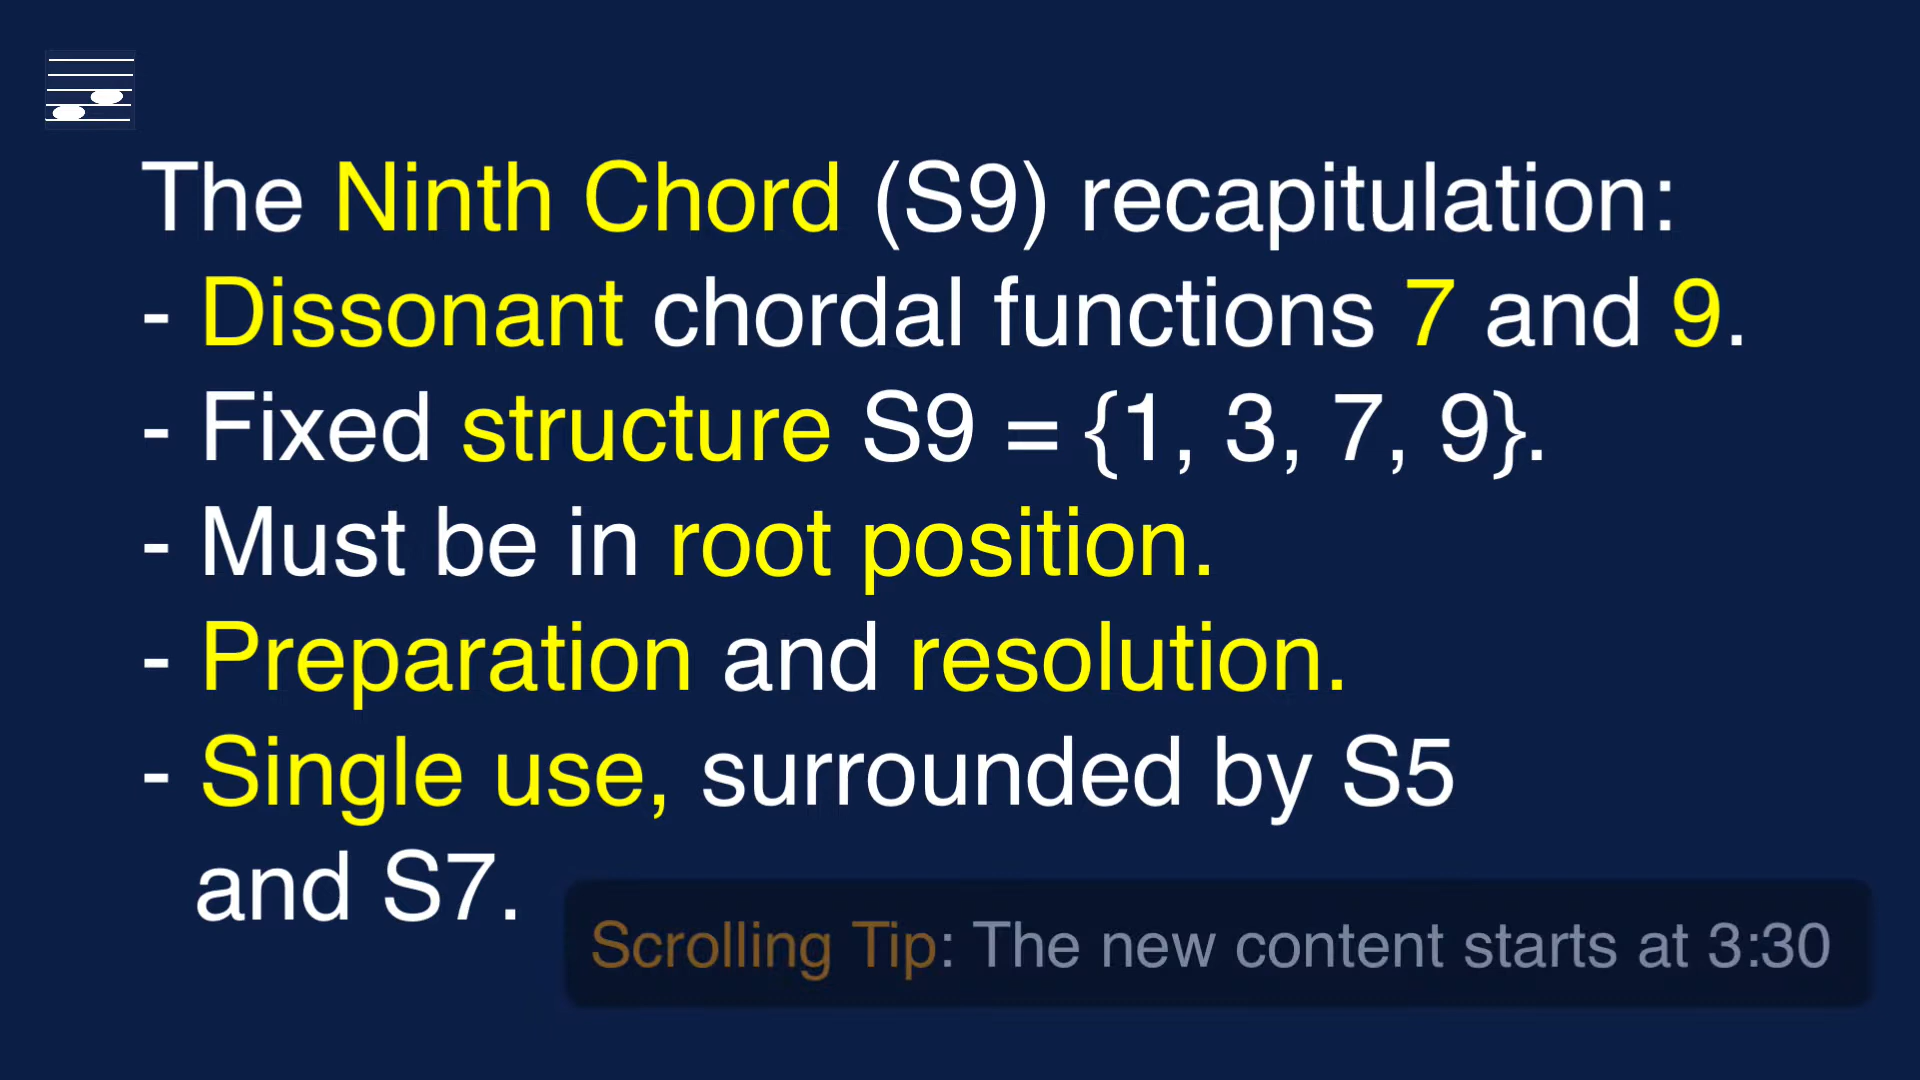 The Ninth Chord (S9) recapitulation:
- Dissonant chordal functions 7 and 9.
- Fixed structure S9 = {1, 3, 7, 9}.
- Must be in root position.
- Preparation and resolution.
- Single use, surrounded by S5
and S7.
Scrolling Tip: The new content starts at 3:30